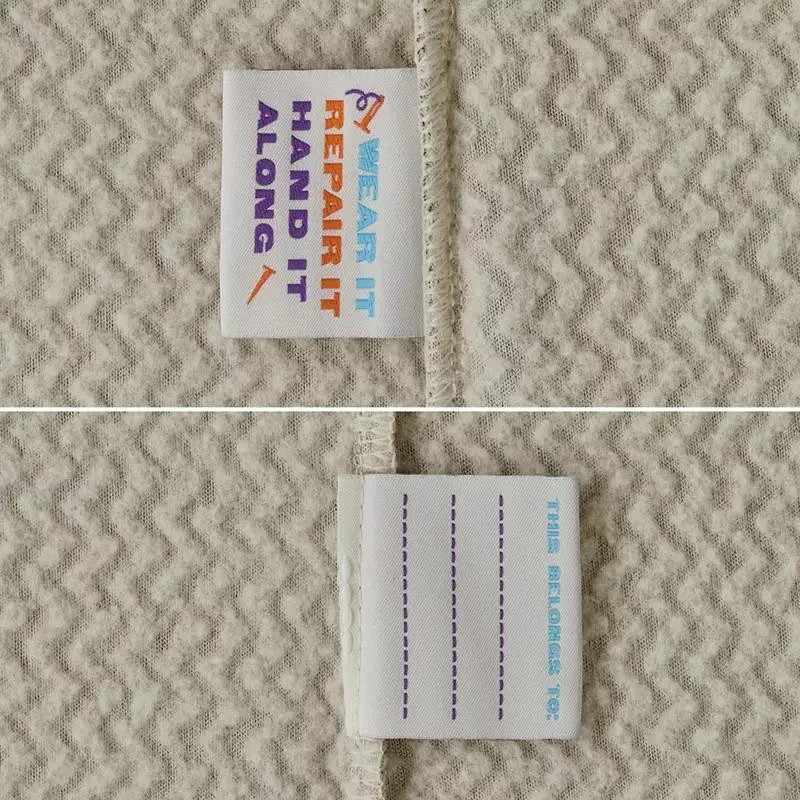 WEAR IT
REPAIR IT
HAND IT
ALONG
THIS BELONGS TO: